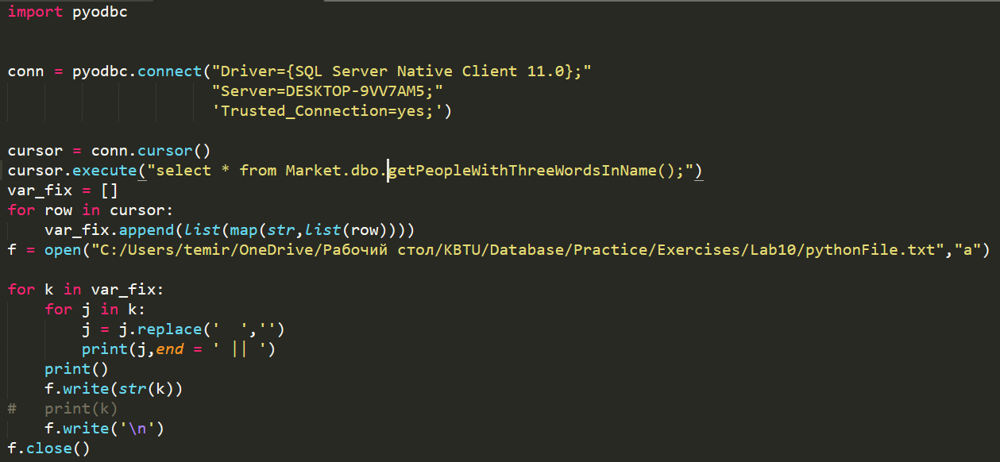 import pyodbc
conn = pyodbc.connect("Driver={SQL Server Native Client 11.0};"
"Server=DESKTOP-9VV7AM5;"
'Trusted_Connection=yes;')
cursor = conn.cursor()
cursor.execute("select * from Market.dbo.getPeopleWithThreeWordsInName();")
var_fix = []
for row in cursor:
    var_fix.append(list(map(str,list(row))))
f = open("C:/Users/temir/OneDrive/Рабочий стол/KBTU/Database/Practice/Exercises/Lab10/pythonFile.txt","a")
for k in var_fix:
    for j in k:
        j = j.replace('  ','')
        print(j,end = ' || ')
    print()
    f.write(str(k))
#   print(k)
    f.write('\n')
f.close()